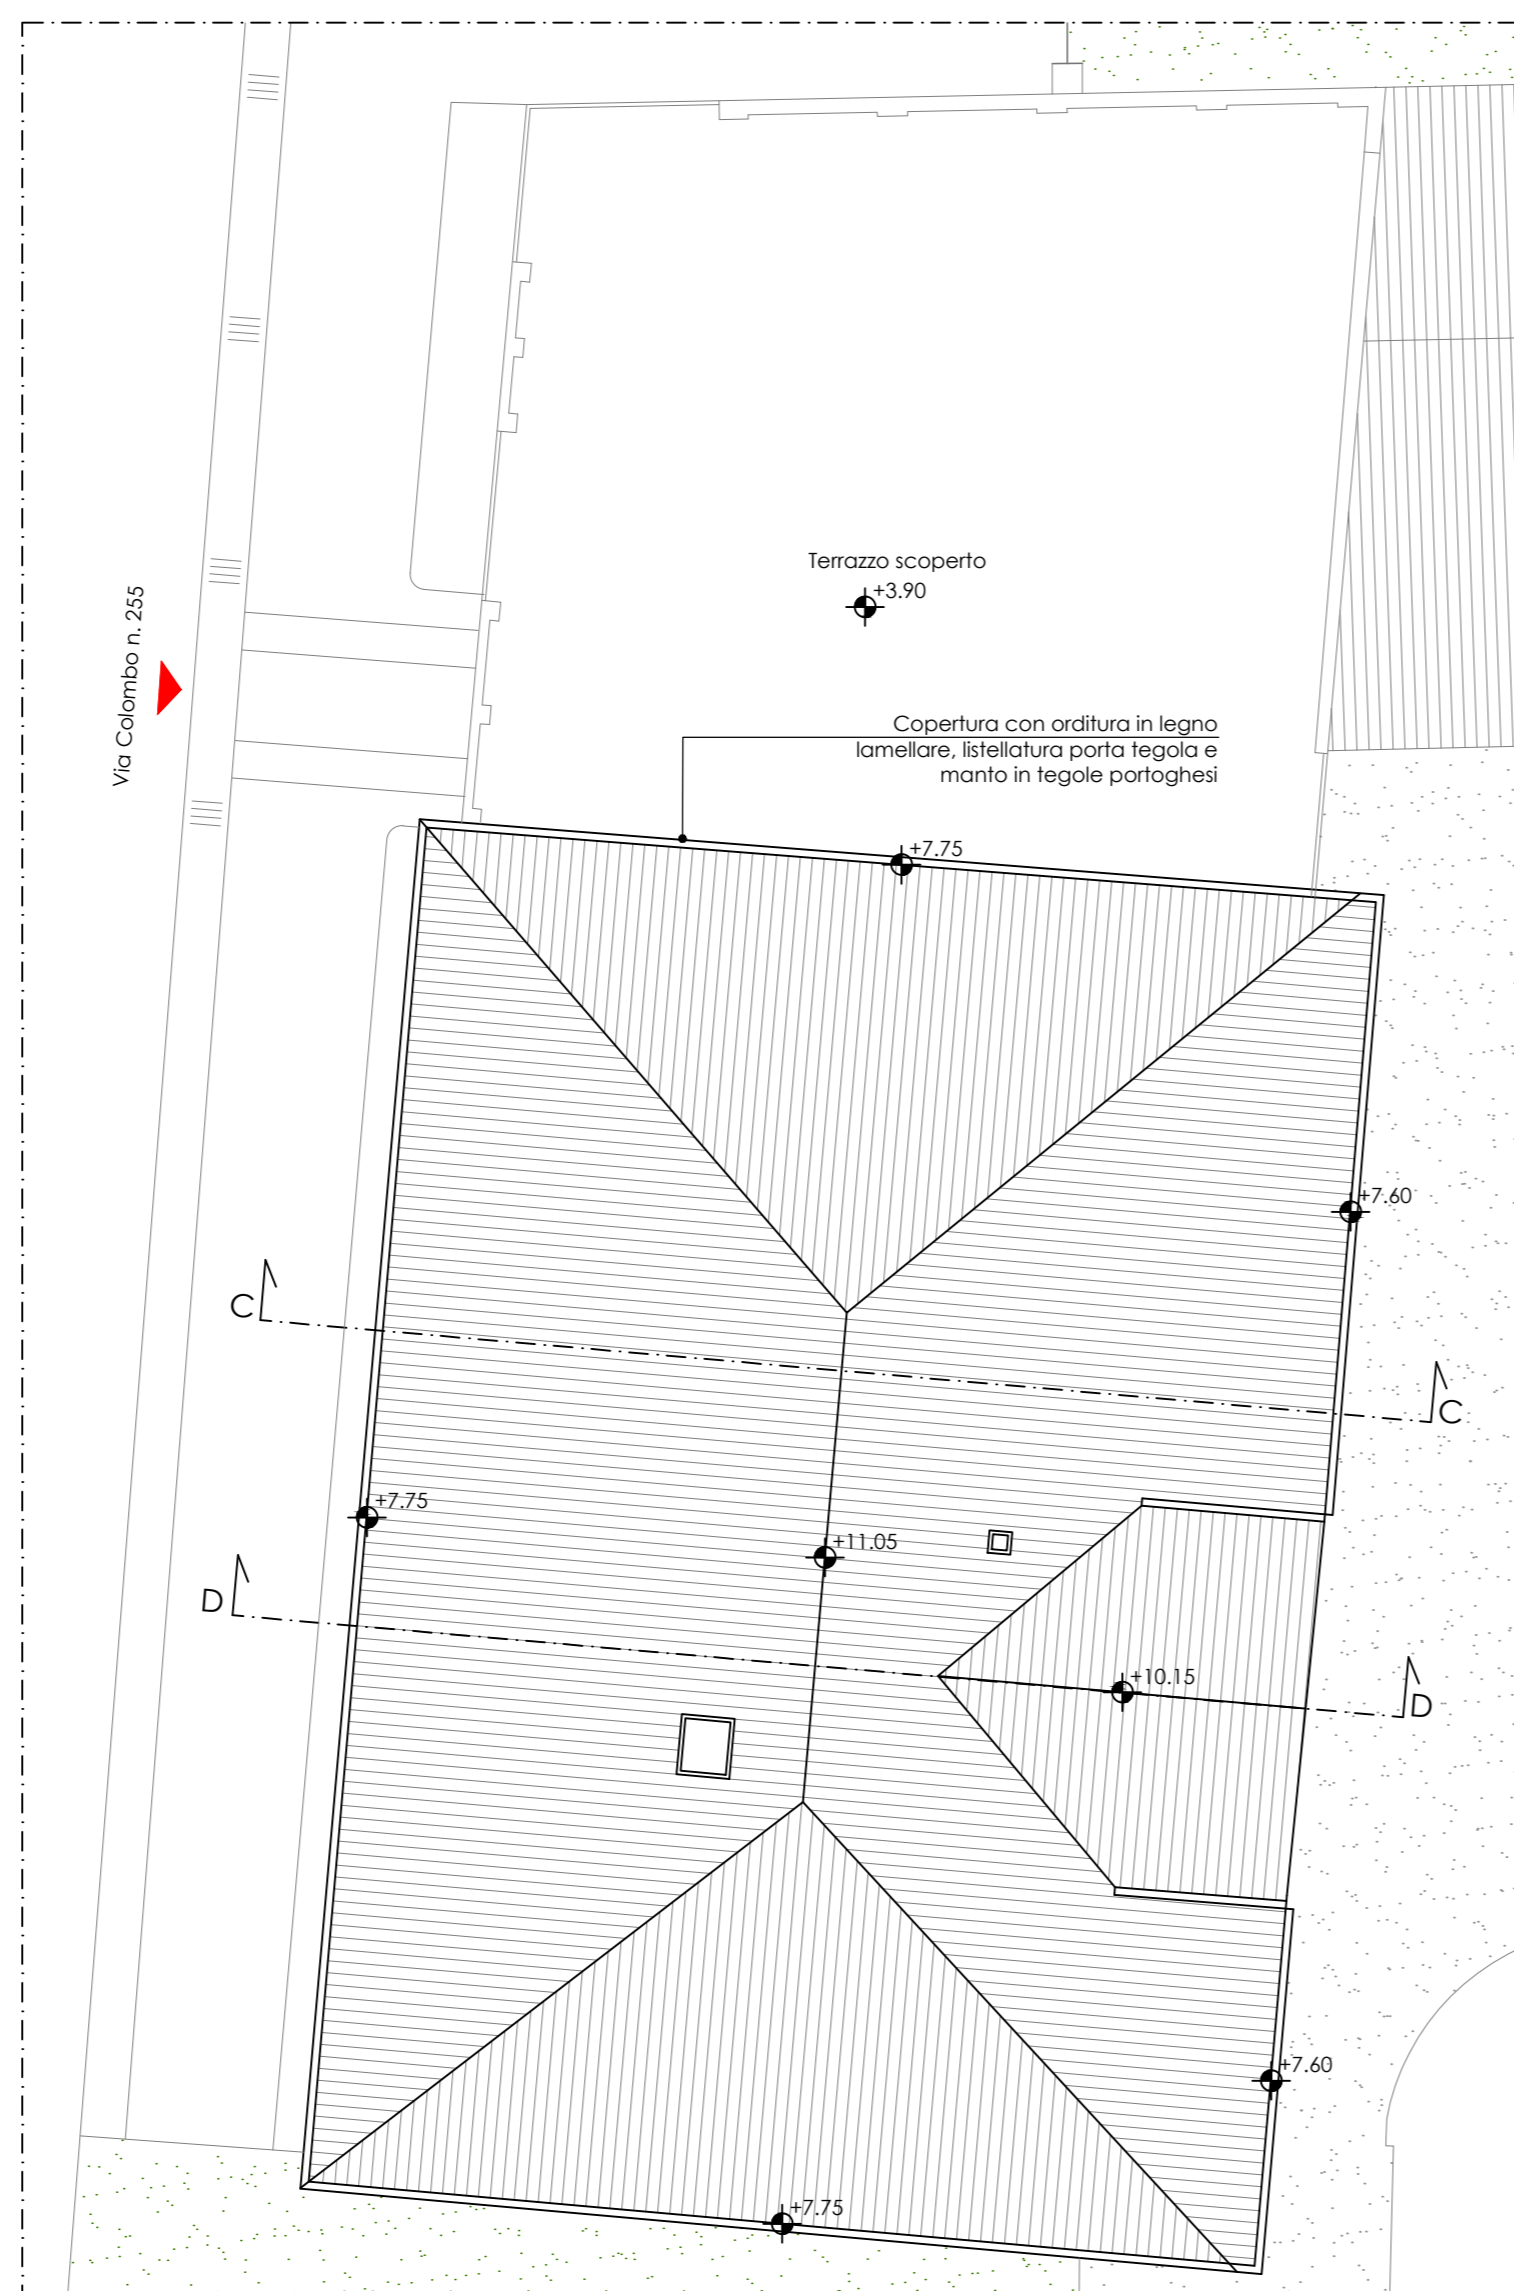 Terrazzo scoperto
+3.90
Via Colombo n. 255
Copertura con orditura in legno
lamellare, listellatura porta tegola e
manto in tegole portoghesi
+7.75
+7.60
C
C
+7.75
+11.05
D
+10.15
D
+7.60
+7.75